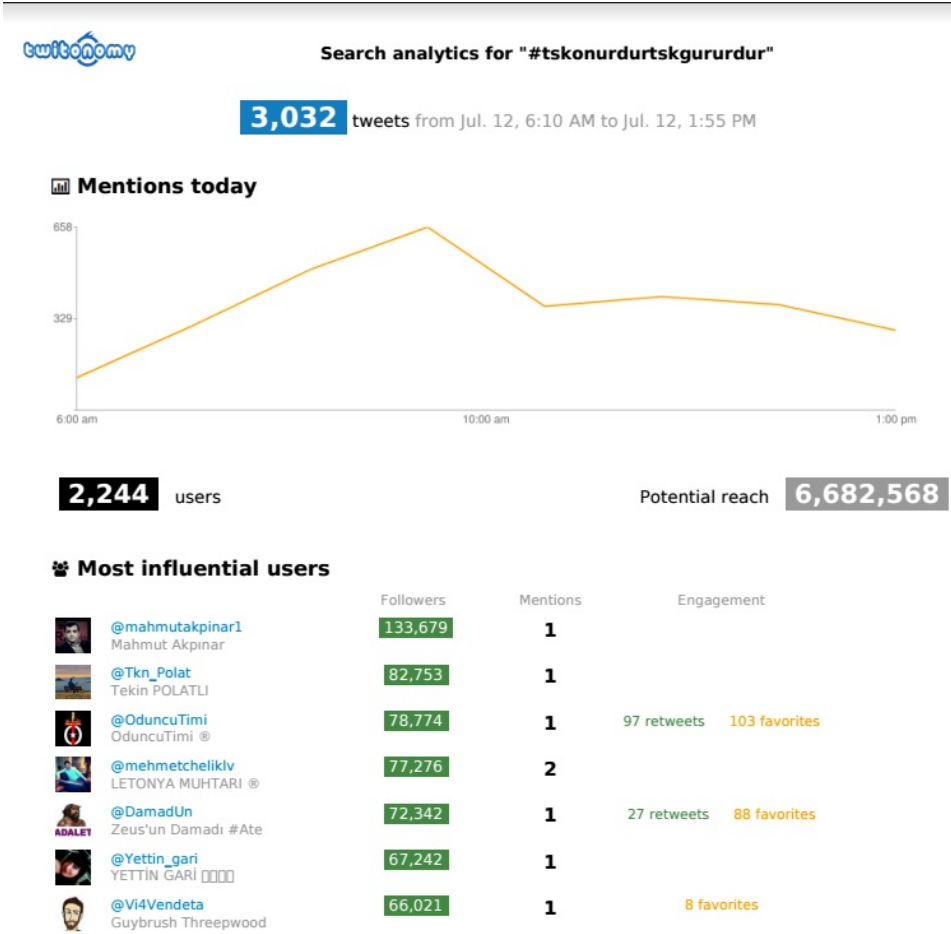 twitonomy
Search analytics for "#tskonurdurtskgururdur"
3,032 tweets from Jul. 12, 6:10 AM to Jul. 12, 1:55 PM
Mentions today
658
329
6:00 am 10:00 am 1:00 pm
2,244 users Potential reach 6,682,568
Most influential users
Followers Mentions Engagement
@mahmutakpinar1 133,679 1
Mahmut Akpınar
@Tkn_Polat 82,753 1
Tekin POLATLI
@OduncuTimi 78,774 1 97 retweets 103 favorites
OduncuTimi ®
@mehmetcheliklv 77,276 2
LETONYA MUHTARI ®
@DamadUn 72,342 1 27 retweets 88 favorites
ADALET Zeus'un Damadı #Ate
@Yettin_gari 67,242 1
YETTİN GARİ
@Vi4Vendeta 66,021 1 8 favorites
Guybrush Threepwood